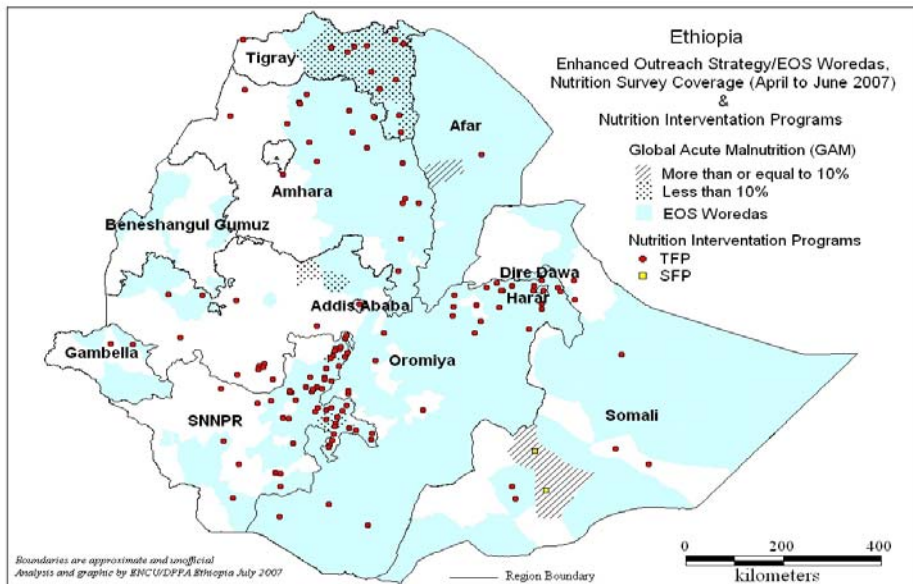 Ethiopia
Enhanced Outreach Strategy/EOS Woredas,
Nutrition Survey Coverage (April to June 2007)
&
Nutrition Intervention Programs
Global Acute Malnutrition (GAM)
More than or equal to 10%
Less than 10%
EOS Woredas
Nutrition Intervention Programs
TFP
SFP
Tigray
Afar
Amhara
Beneshangul Gumuz
Dire Dawa
Addis Ababa
Harar
Gambella
Oromiya
SNNPR
Somali
Boundaries are approximate and unofficial
Analysis and graphic by ENCU/DPPA Ethiopia July 2007
Region Boundary
0 200 400
kilometers